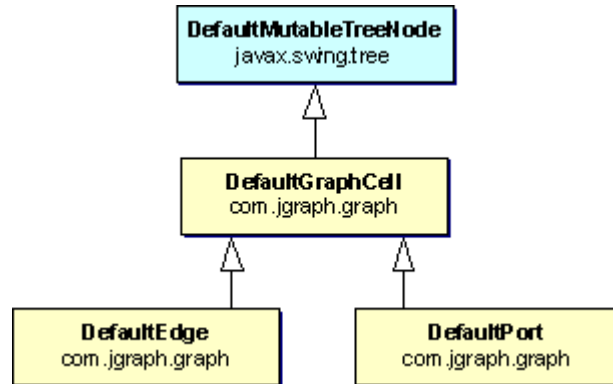 DefaultMutableTreeNode
javax.swing.tree
DefaultGraphCell
com.jgraph.graph
DefaultEdge
com.jgraph.graph
DefaultPort
com.jgraph.graph